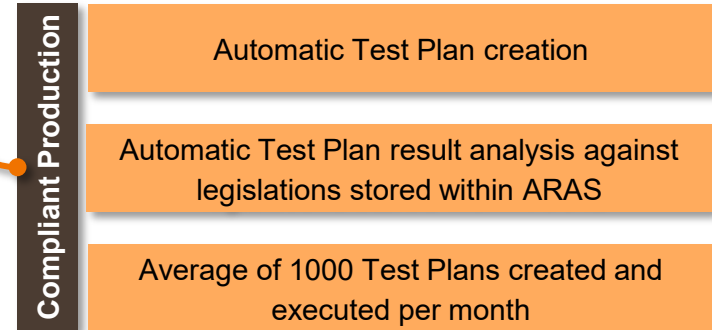 Compliant Production
Automatic Test Plan creation
Automatic Test Plan result analysis against
legislations stored within ARAS
Average of 1000 Test Plans created and
executed per month